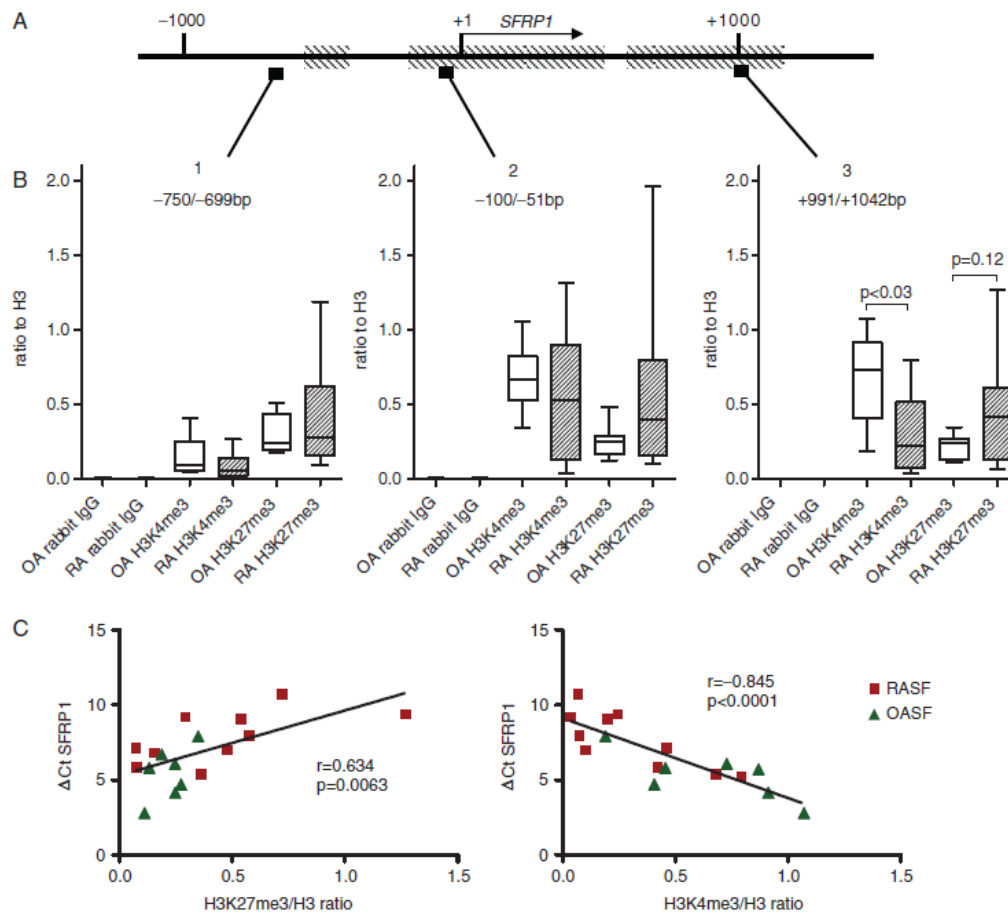 A
−1000
+1
SFRP1
+1000
B
1
−750/−699bp
2.0
1.5
1.0
0.5
0.0
ratio to H3
OA rabbit IgG
RA rabbit IgG
OA H3K4me3
RA H3K4me3
OA H3K27me3
RA H3K27me3
2
−100/−51bp
2.0
1.5
1.0
0.5
0.0
ratio to H3
OA rabbit IgG
RA rabbit IgG
OA H3K4me3
RA H3K4me3
OA H3K27me3
RA H3K27me3
3
+991/+1042bp
p<0.03
p=0.12
2.0
1.5
1.0
0.5
0.0
ratio to H3
OA rabbit IgG
RA rabbit IgG
OA H3K4me3
RA H3K4me3
OA H3K27me3
RA H3K27me3
C
15
10
5
0
ΔCt SFRP1
r=0.634
p=0.0063
0.0
0.5
1.0
1.5
H3K27me3/H3 ratio
15
10
5
0
ΔCt SFRP1
r=−0.845
p<0.0001
0.0
0.5
1.0
1.5
H3K4me3/H3 ratio
RASF
OASF